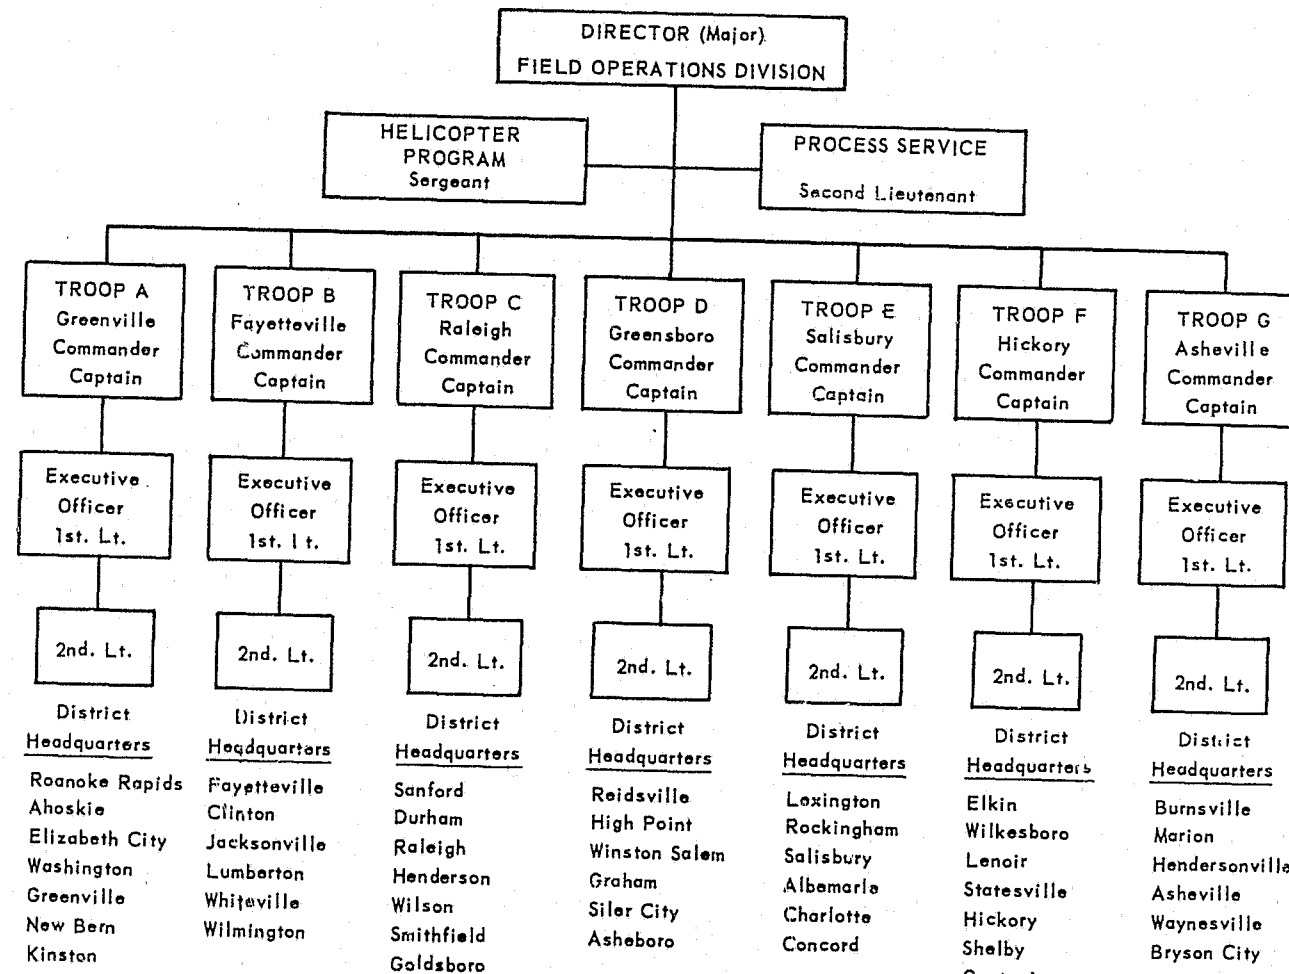 DIRECTOR (Major)
FIELD OPERATIONS DIVISION
HELICOPTER
PROGRAM
Sergeant
PROCESS SERVICE
Second Lieutenant
TROOP A
Greenville
Commander
Captain
TROOP B
Fayetteville
Commander
Captain
TROOP C
Raleigh
Commander
Captain
TROOP D
Greensboro
Commander
Captain
TROOP E
Salisbury
Commander
Captain
TROOP F
Hickory
Commander
Captain
TROOP G
Asheville
Commander
Captain
Executive
Officer
1st. Lt.
Executive
Officer
1st. Lt.
Executive
Officer
1st. Lt.
Executive
Officer
1st. Lt.
Executive
Officer
1st. Lt.
Executive
Officer
1st. Lt.
Executive
Officer
1st. Lt.
2nd. Lt.
2nd. Lt.
2nd. Lt.
2nd. Lt.
2nd. Lt.
2nd. Lt.
2nd. Lt.
District
Headquarters
Roanoke Rapids
Ahoskie
Elizabeth City
Washington
Greenville
New Bern
Kinston
District
Headquarters
Fayetteville
Clinton
Jacksonville
Lumberton
Whiteville
Wilmington
District
Headquarters
Sanford
Durham
Raleigh
Henderson
Wilson
Smithfield
Goldsboro
District
Headquarters
Reidsville
High Point
Winston Salem
Graham
Siler City
Asheboro
District
Headquarters
Lexington
Rockingham
Salisbury
Albemarle
Charlotte
Concord
District
Headquarters
Elkin
Wilkesboro
Lenoir
Statesville
Hickory
Shelby
District
Headquarters
Burnsville
Marion
Hendersonville
Asheville
Waynesville
Bryson City